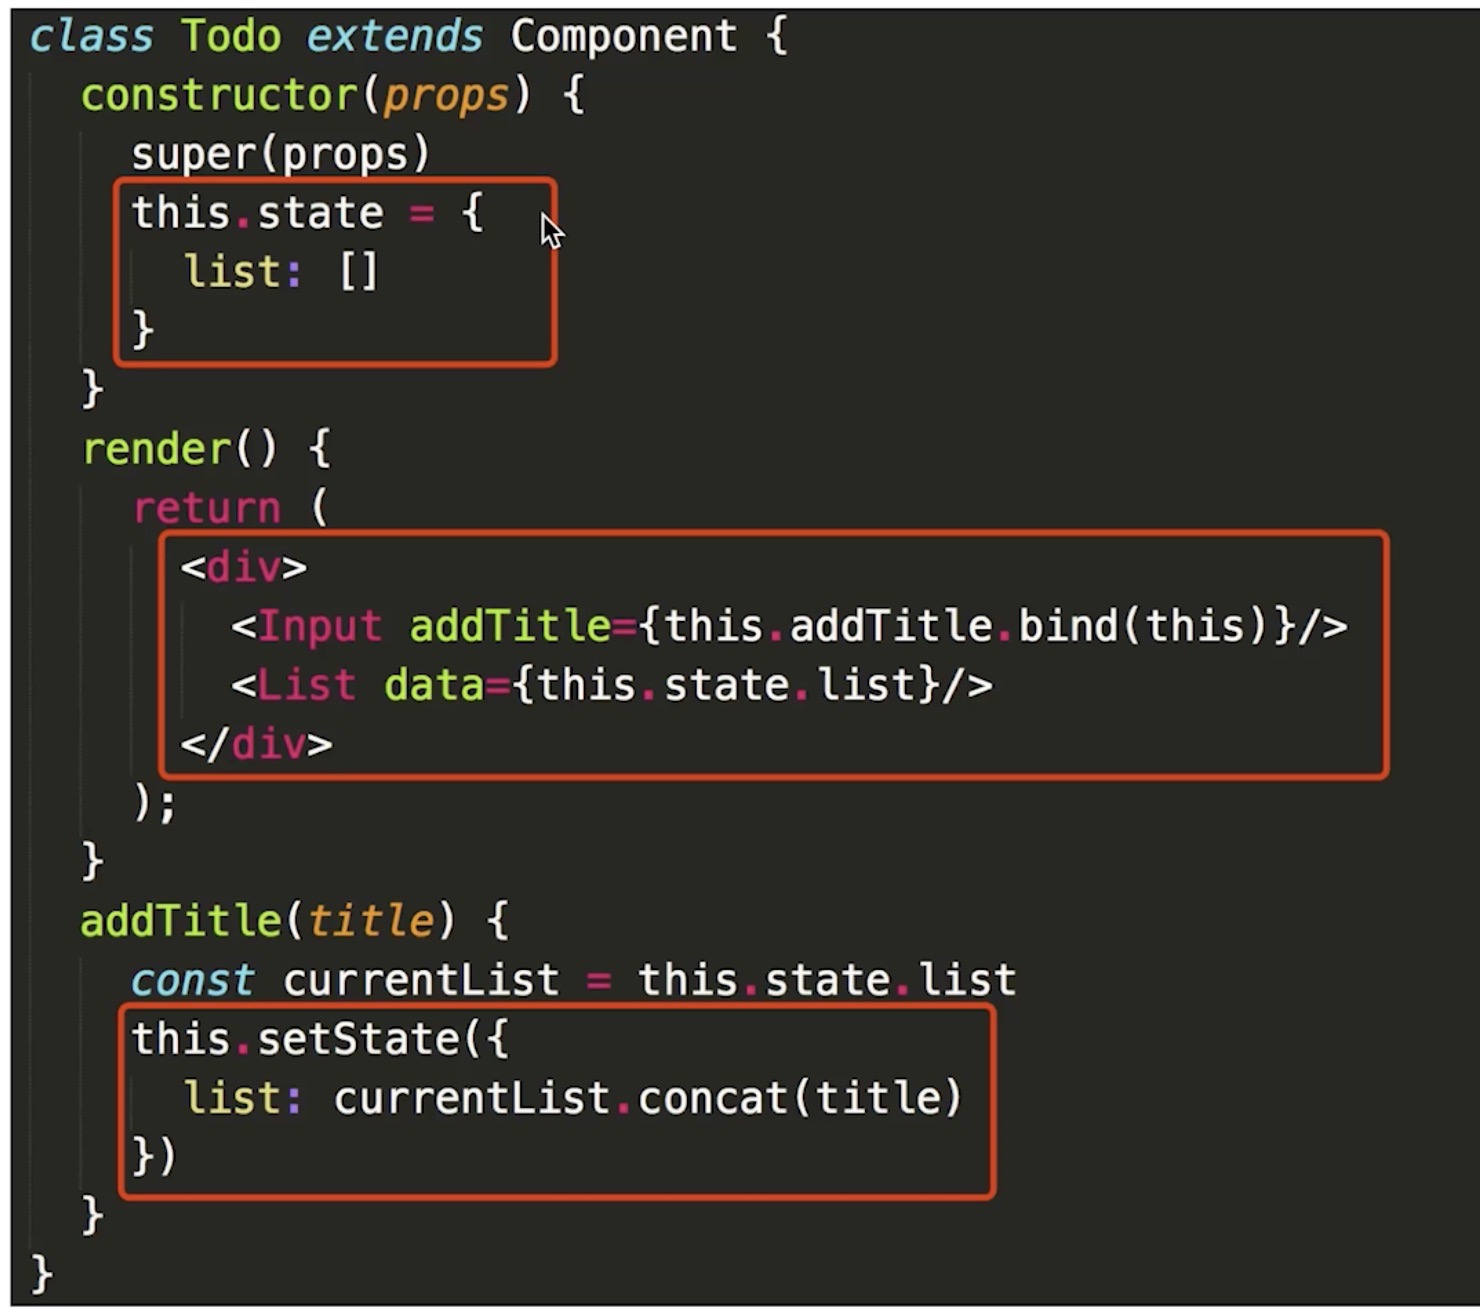 class Todo extends Component {
  constructor(props) {
    super(props)
    this.state = {
      list: []
    }
  }
  render() {
    return (
      <div>
        <Input addTitle={this.addTitle.bind(this)}/>
        <List data={this.state.list}/>
      </div>
    );
  }
  addTitle(title) {
    const currentList = this.state.list
    this.setState({
      list: currentList.concat(title)
    })
  }
}